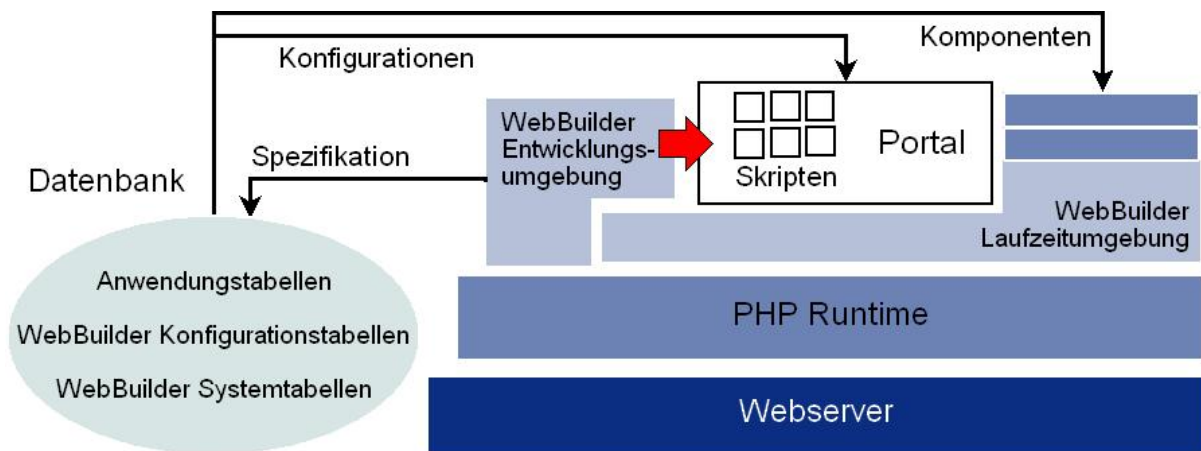 Komponenten
Konfigurationen
WebBuilder
Entwicklungs-
umgebung
Portal
Skripten
Spezifikation
Datenbank
WebBuilder
Laufzeitumgebung
Anwendungstabellen
WebBuilder Konfigurationstabellen
WebBuilder Systemtabellen
PHP Runtime
Webserver